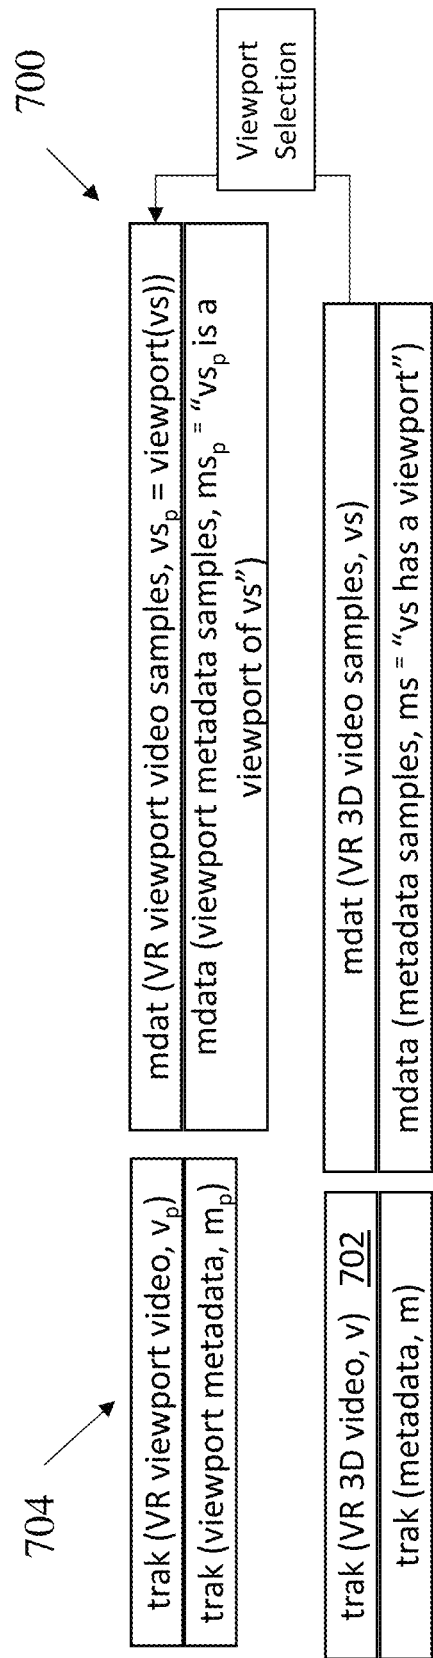 704
700
trak (VR viewport video, vₚ)
trak (viewport metadata, mₚ)
mdat (VR viewport video samples, vsₚ = viewport(vs))
mdata (viewport metadata samples, msₚ = “vsₚ is a
viewport of vs”)
Viewport
Selection
trak (VR 3D video, v) 702
trak (metadata, m)
mdat (VR 3D video samples, vs)
mdata (metadata samples, ms = “vs has a viewport”)